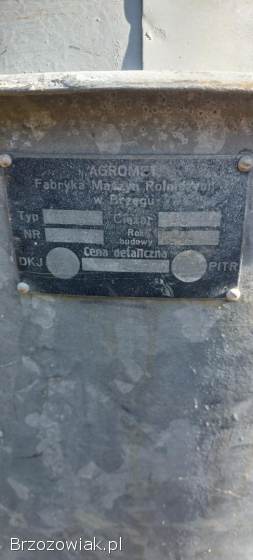 AGROMET
Fabryka Maszyn Rolniczych
w Brzegu
Typ Ciężar
NR Rok budowy
Cena detaliczna
DKJ PITR
Brzozowiak.pl